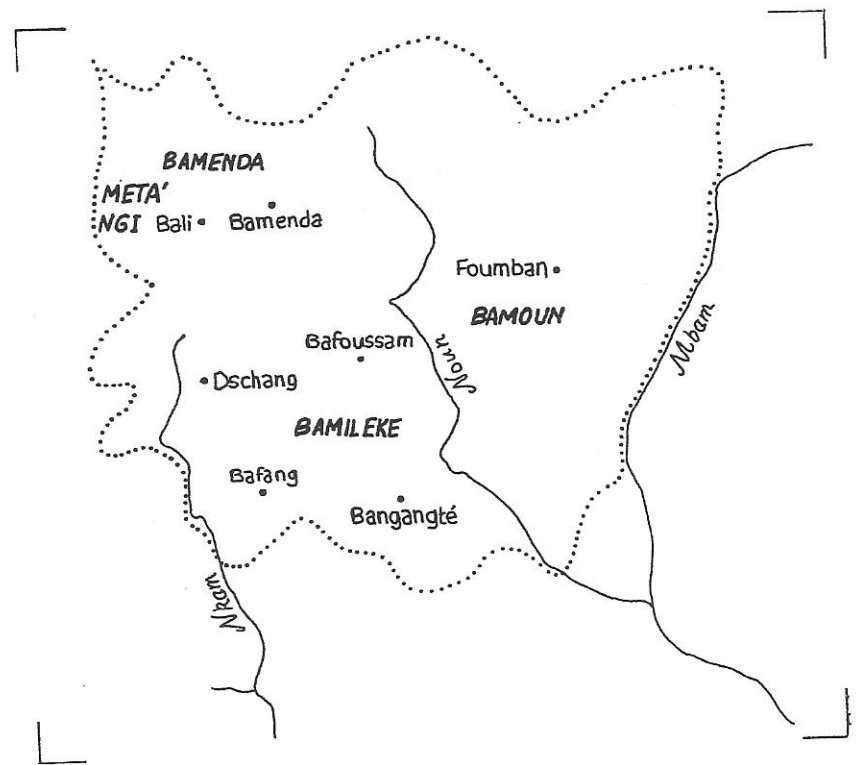 BAMENDA
META'
NGI Bali Bamenda
Foumban
BAMOUN
Noun
Mbam
Bafoussam
Dschang
BAMILEKE
Bafang
Bangangté
Nkam